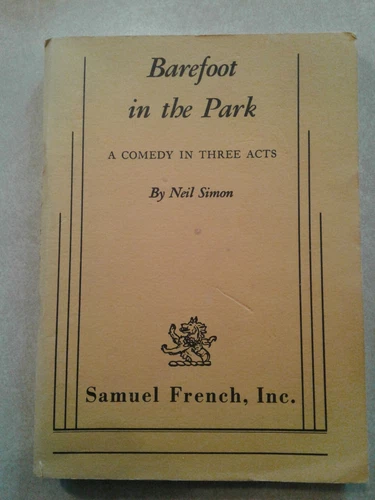 Barefoot
in the Park
A COMEDY IN THREE ACTS
By Neil Simon
Samuel French, Inc.